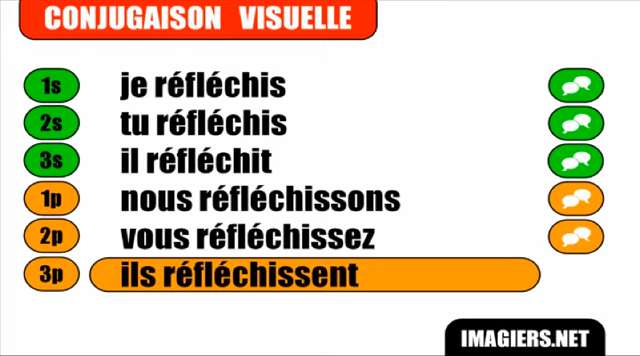 CONJUGAISON VISUELLE
1s je réfléchis
2s tu réfléchis
3s il réfléchit
1p nous réfléchissons
2p vous réfléchissez
3p ils réfléchissent
IMAGIERS.NET